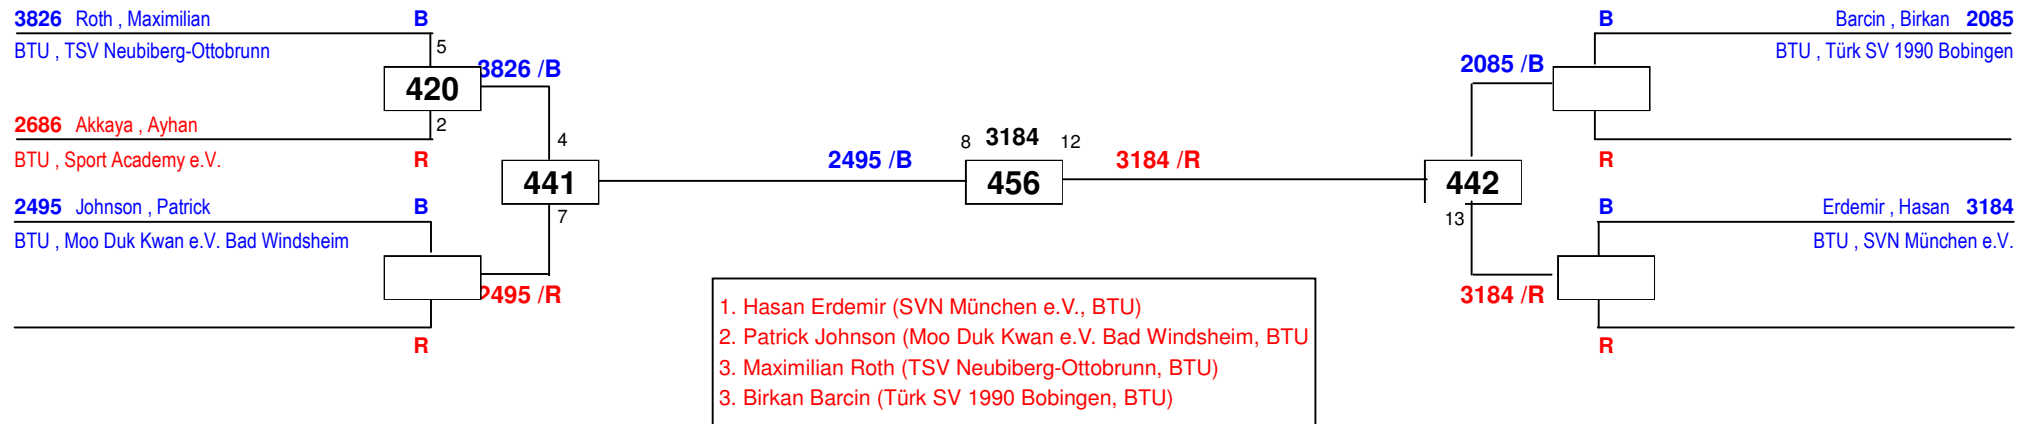 3826 Roth , Maximilian B
BTU , TSV Neubiberg-Ottobrunn
5
420
3826 /B
2
2686 Akkaya , Ayhan
BTU , Sport Academy e.V. R
2495 Johnson , Patrick B
BTU , Moo Duk Kwan e.V. Bad Windsheim
2495 /R
R
4
441
7
2495 /B
8 3184 12
456
3184 /R
2085 /B
442
13
3184 /R
B Barcin , Birkan 2085
BTU , Türk SV 1990 Bobingen
R
B Erdemir , Hasan 3184
BTU , SVN München e.V.
R
1. Hasan Erdemir (SVN München e.V., BTU)
2. Patrick Johnson (Moo Duk Kwan e.V. Bad Windsheim, BTU
3. Maximilian Roth (TSV Neubiberg-Ottobrunn, BTU)
3. Birkan Barcin (Türk SV 1990 Bobingen, BTU)